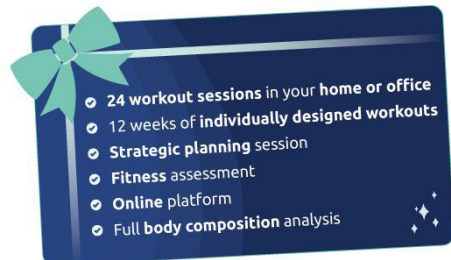 24 workout sessions in your home or office
12 weeks of individually designed workouts
Strategic planning session
Fitness assessment
Online platform
Full body composition analysis